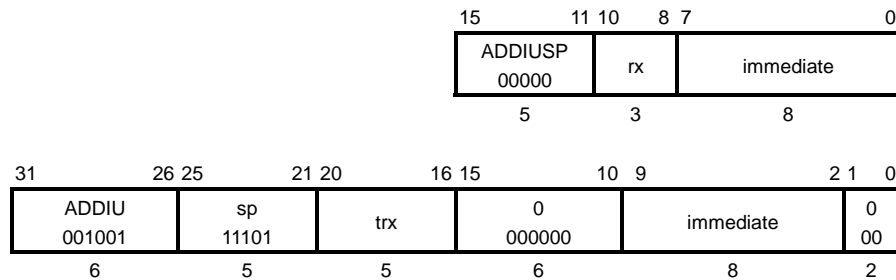 15 11 10 8 7 0
ADDIUSP rx immediate
00000
5 3 8
31 26 25 21 20 16 15 10 9 2 1 0
ADDIU sp trx 0 immediate 0
001001 11101 000000 00
6 5 5 6 8 2